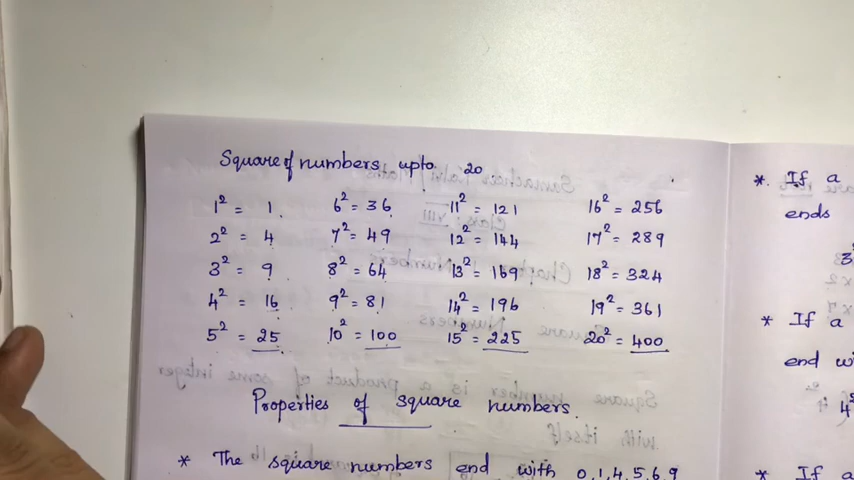 Square of numbers upto 20
1² = 1 6² = 36 11² = 121 16² = 256
2² = 4 7² = 49 12² = 144 17² = 289
3² = 9 8² = 64 13² = 169 18² = 324
4² = 16 9² = 81 14² = 196 19² = 361
5² = 25 10² = 100 15² = 225 20² = 400
Properties of square numbers.
* The square numbers end with 0,1,4,5,6,9
* If a
ends
* If a
end
* If a